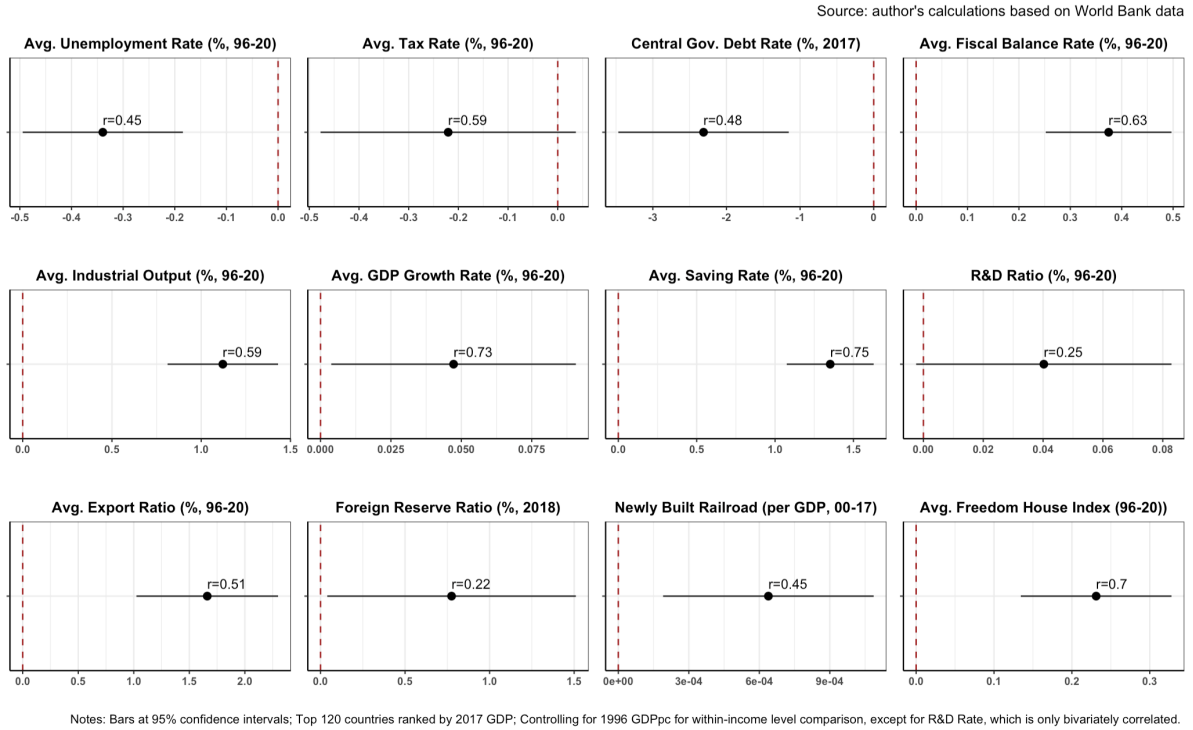 Source: author's calculations based on World Bank data
Avg. Unemployment Rate (%, 96-20)
r=0.45
-0.5 -0.4 -0.3 -0.2 -0.1 0.0
Avg. Tax Rate (%, 96-20)
r=0.59
-0.5 -0.4 -0.3 -0.2 -0.1 0.0
Central Gov. Debt Rate (%, 2017)
r=0.48
-3 -2 -1 0
Avg. Fiscal Balance Rate (%, 96-20)
r=0.63
0.0 0.1 0.2 0.3 0.4 0.5
Avg. Industrial Output (%, 96-20)
r=0.59
0.0 0.5 1.0 1.5
Avg. GDP Growth Rate (%, 96-20)
r=0.73
0.000 0.025 0.050 0.075
Avg. Saving Rate (%, 96-20)
r=0.75
0.0 0.5 1.0 1.5
R&D Ratio (%, 96-20)
r=0.25
0.00 0.02 0.04 0.06 0.08
Avg. Export Ratio (%, 96-20)
r=0.51
0.0 0.5 1.0 1.5 2.0
Foreign Reserve Ratio (%, 2018)
r=0.22
0.0 0.5 1.0 1.5
Newly Built Railroad (per GDP, 00-17)
r=0.45
0e+00 3e-04 6e-04 9e-04
Avg. Freedom House Index (96-20))
r=0.7
0.0 0.1 0.2 0.3
Notes: Bars at 95% confidence intervals; Top 120 countries ranked by 2017 GDP; Controlling for 1996 GDPpc for within-income level comparison, except for R&D Rate, which is only bivariately correlated.